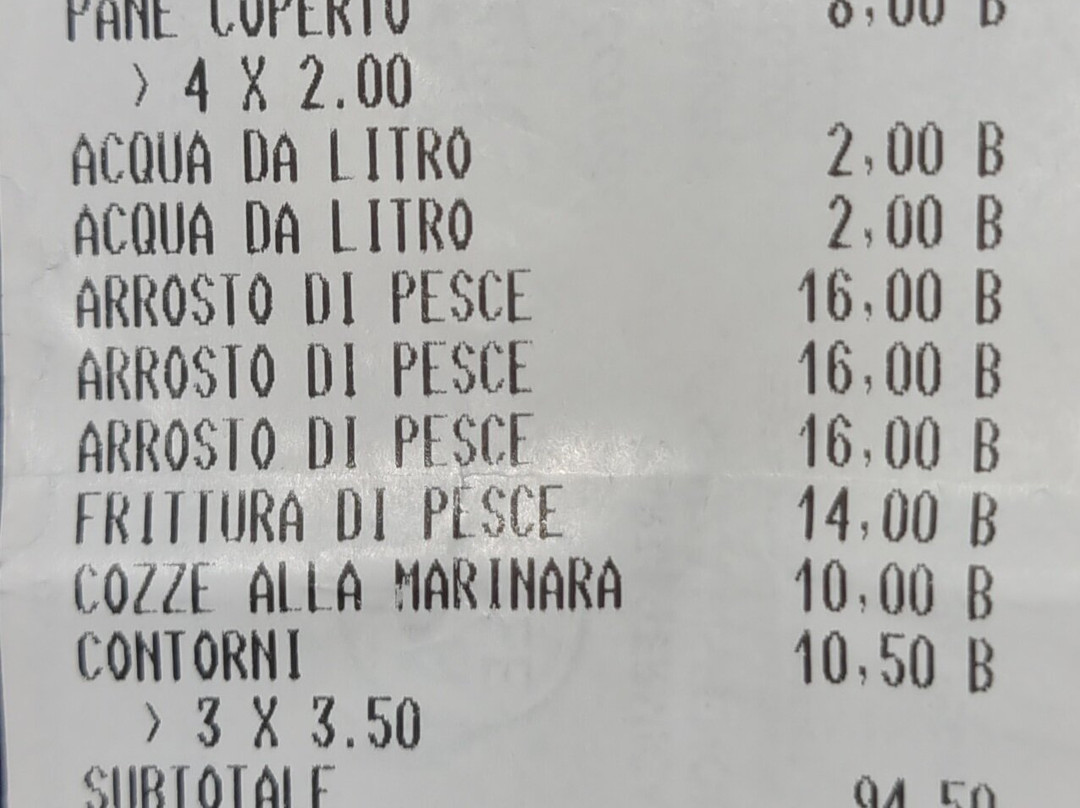 PANE COPERTO 8,00 B
> 4 X 2.00
ACQUA DA LITRO 2,00 B
ACQUA DA LITRO 2,00 B
ARROSTO DI PESCE 16,00 B
ARROSTO DI PESCE 16,00 B
ARROSTO DI PESCE 16,00 B
FRITTURA DI PESCE 14,00 B
COZZE ALLA MARINARA 10,00 B
CONTORNI 10,50 B
> 3 X 3.50
SUBTOTALE 94,50